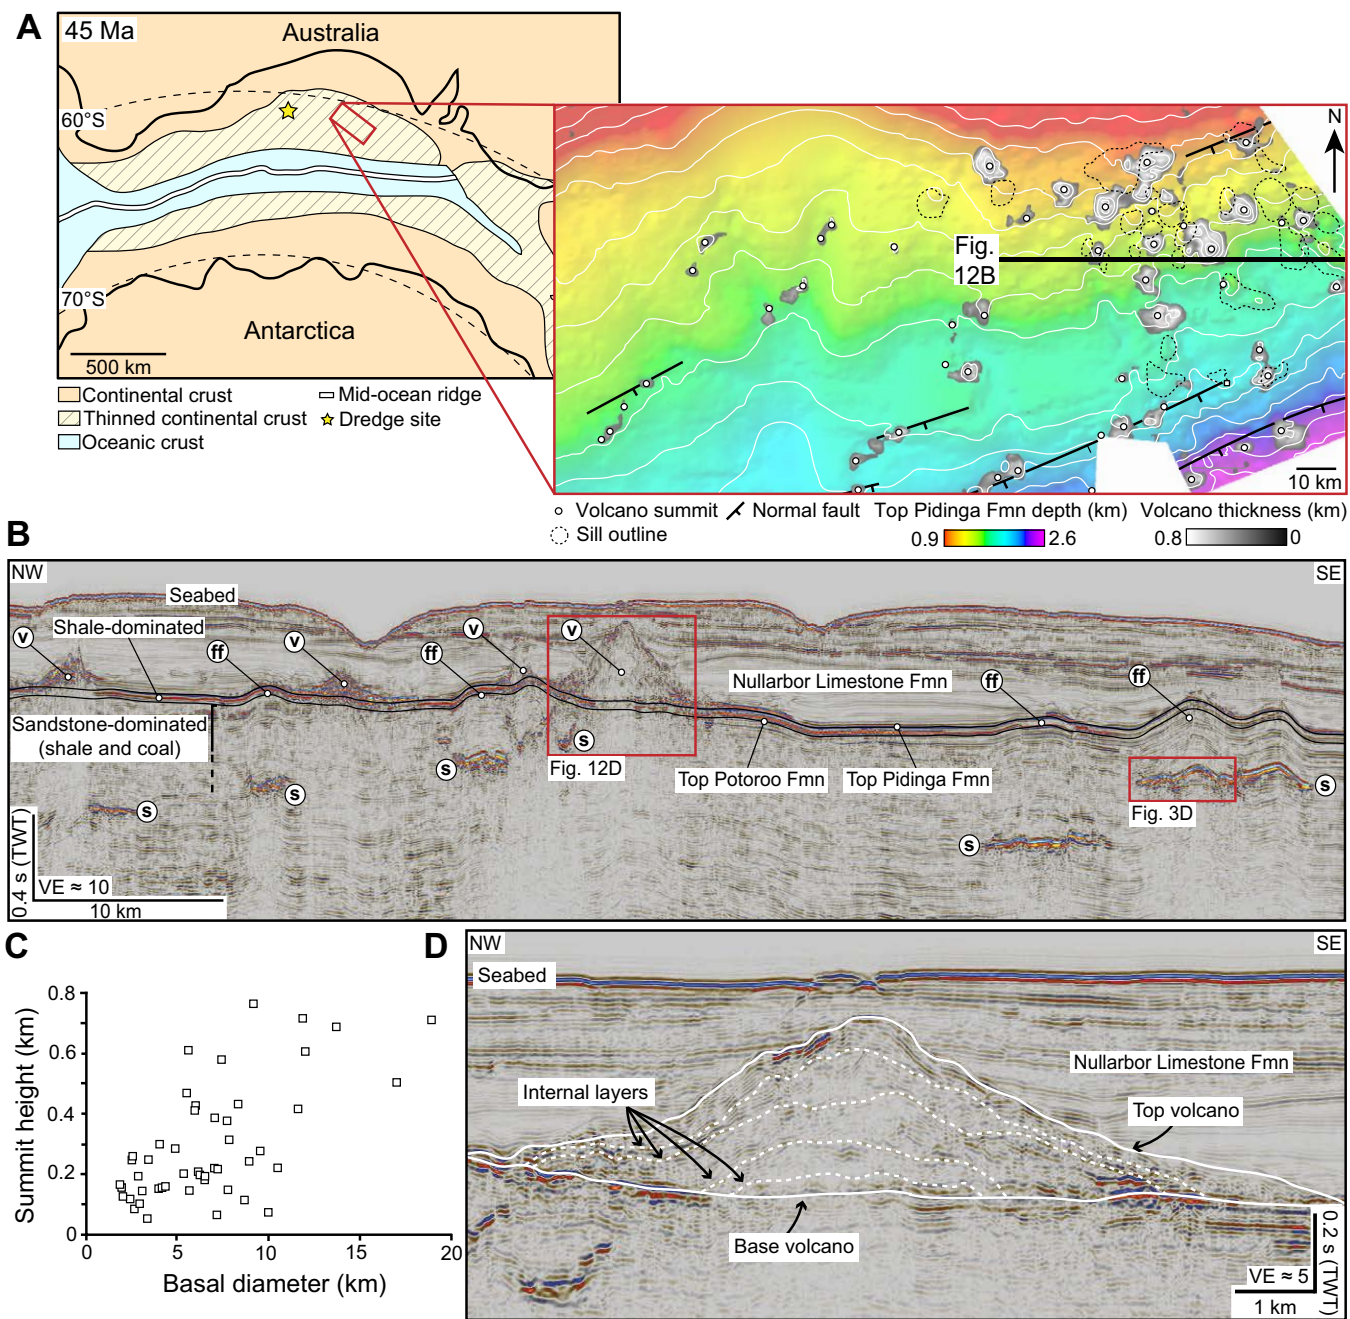 A
45 Ma
Australia
60°S
70°S
Antarctica
500 km
Continental crust
Thinned continental crust
Oceanic crust
Mid-ocean ridge
Dredge site
N
Fig.
12B
10 km
Volcano summit
Normal fault
Sill outline
Top Pidinga Fmn depth (km)
0.9
2.6
Volcano thickness (km)
0.8
0
B
NW
SE
Seabed
v
Shale-dominated
ff
v
ff
v
v
Nullarbor Limestone Fmn
ff
ff
Sandstone-dominated
(shale and coal)
s
s
s
s
Fig. 12D
Top Potoroo Fmn
Top Pidinga Fmn
s
s
Fig. 3D
0.4 s (TWT)
VE ≈ 10
10 km
C
Summit height (km)
0.8
0.6
0.4
0.2
0
0
5
10
15
20
Basal diameter (km)
D
NW
SE
Seabed
Nullarbor Limestone Fmn
Internal layers
Top volcano
Base volcano
0.2 s (TWT)
VE ≈ 5
1 km